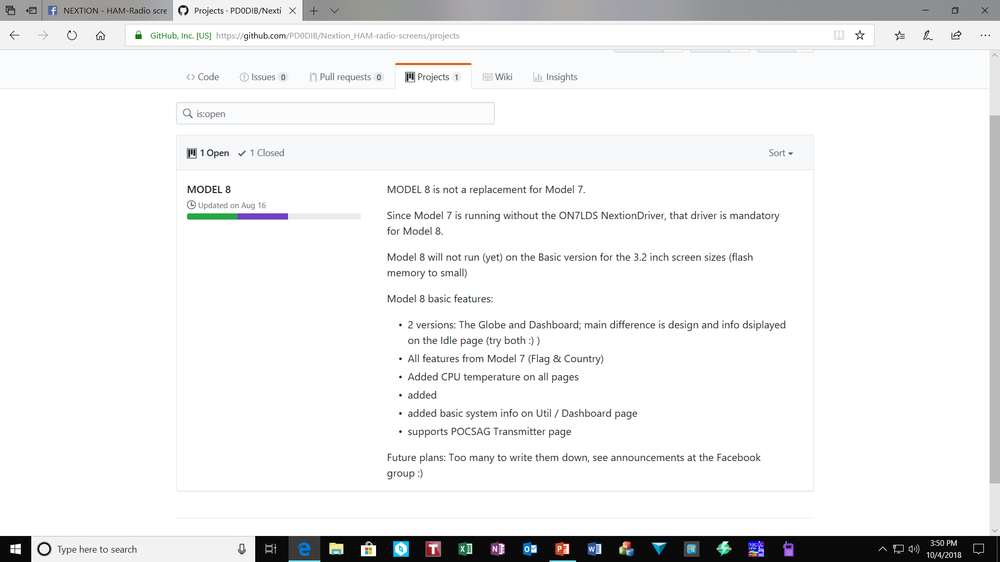 NEXTION - HAM-Radio scre
Projects · PD0DIB/Nexti
GitHub, Inc. [US] https://github.com/PD0DIB/Nextion_HAM-radio-screens/projects
Code Issues 0 Pull requests 0 Projects 1 Wiki Insights
is:open
1 Open 1 Closed Sort
MODEL 8
Updated on Aug 16
MODEL 8 is not a replacement for Model 7.
Since Model 7 is running without the ON7LDS NextionDriver, that driver is mandatory
for Model 8.
Model 8 will not run (yet) on the Basic version for the 3.2 inch screen sizes (flash
memory to small)
Model 8 basic features:
• 2 versions: The Globe and Dashboard; main difference is design and info dsiplayed
on the Idle page (try both :) )
• All features from Model 7 (Flag & Country)
• Added CPU temperature on all pages
• added
• added basic system info on Util / Dashboard page
• supports POCSAG Transmitter page
Future plans: Too many to write them down, see announcements at the Facebook
group :)
Type here to search
3:50 PM
10/4/2018